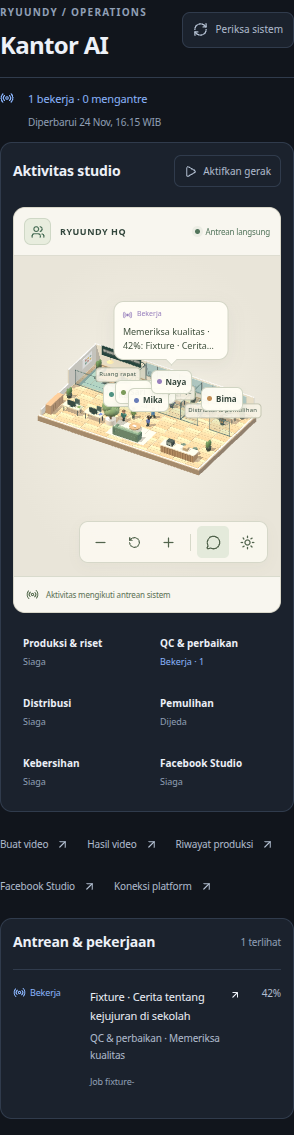 RYUUNDY / OPERATIONS
Kantor AI
Periksa sistem
1 bekerja · 0 mengantre
Diperbarui 24 Nov, 16.15 WIB
Aktivitas studio
Aktifkan gerak
RYUUNDY HQ
Antrean langsung
Bekerja
Memeriksa kualitas ·
42%: Fixture · Cerita...
Ruang rapat
Naya
Mika
Bima
Aktivitas mengikuti antrean sistem
Produksi & riset
Siaga
QC & perbaikan
Bekerja · 1
Distribusi
Siaga
Pemulihan
Dijeda
Kebersihan
Siaga
Facebook Studio
Siaga
Buat video
Hasil video
Riwayat produksi
Facebook Studio
Koneksi platform
Antrean & pekerjaan
1 terlihat
Bekerja
Fixture · Cerita tentang
kejujuran di sekolah
42%
QC & perbaikan · Memeriksa
kualitas
Job fixture-